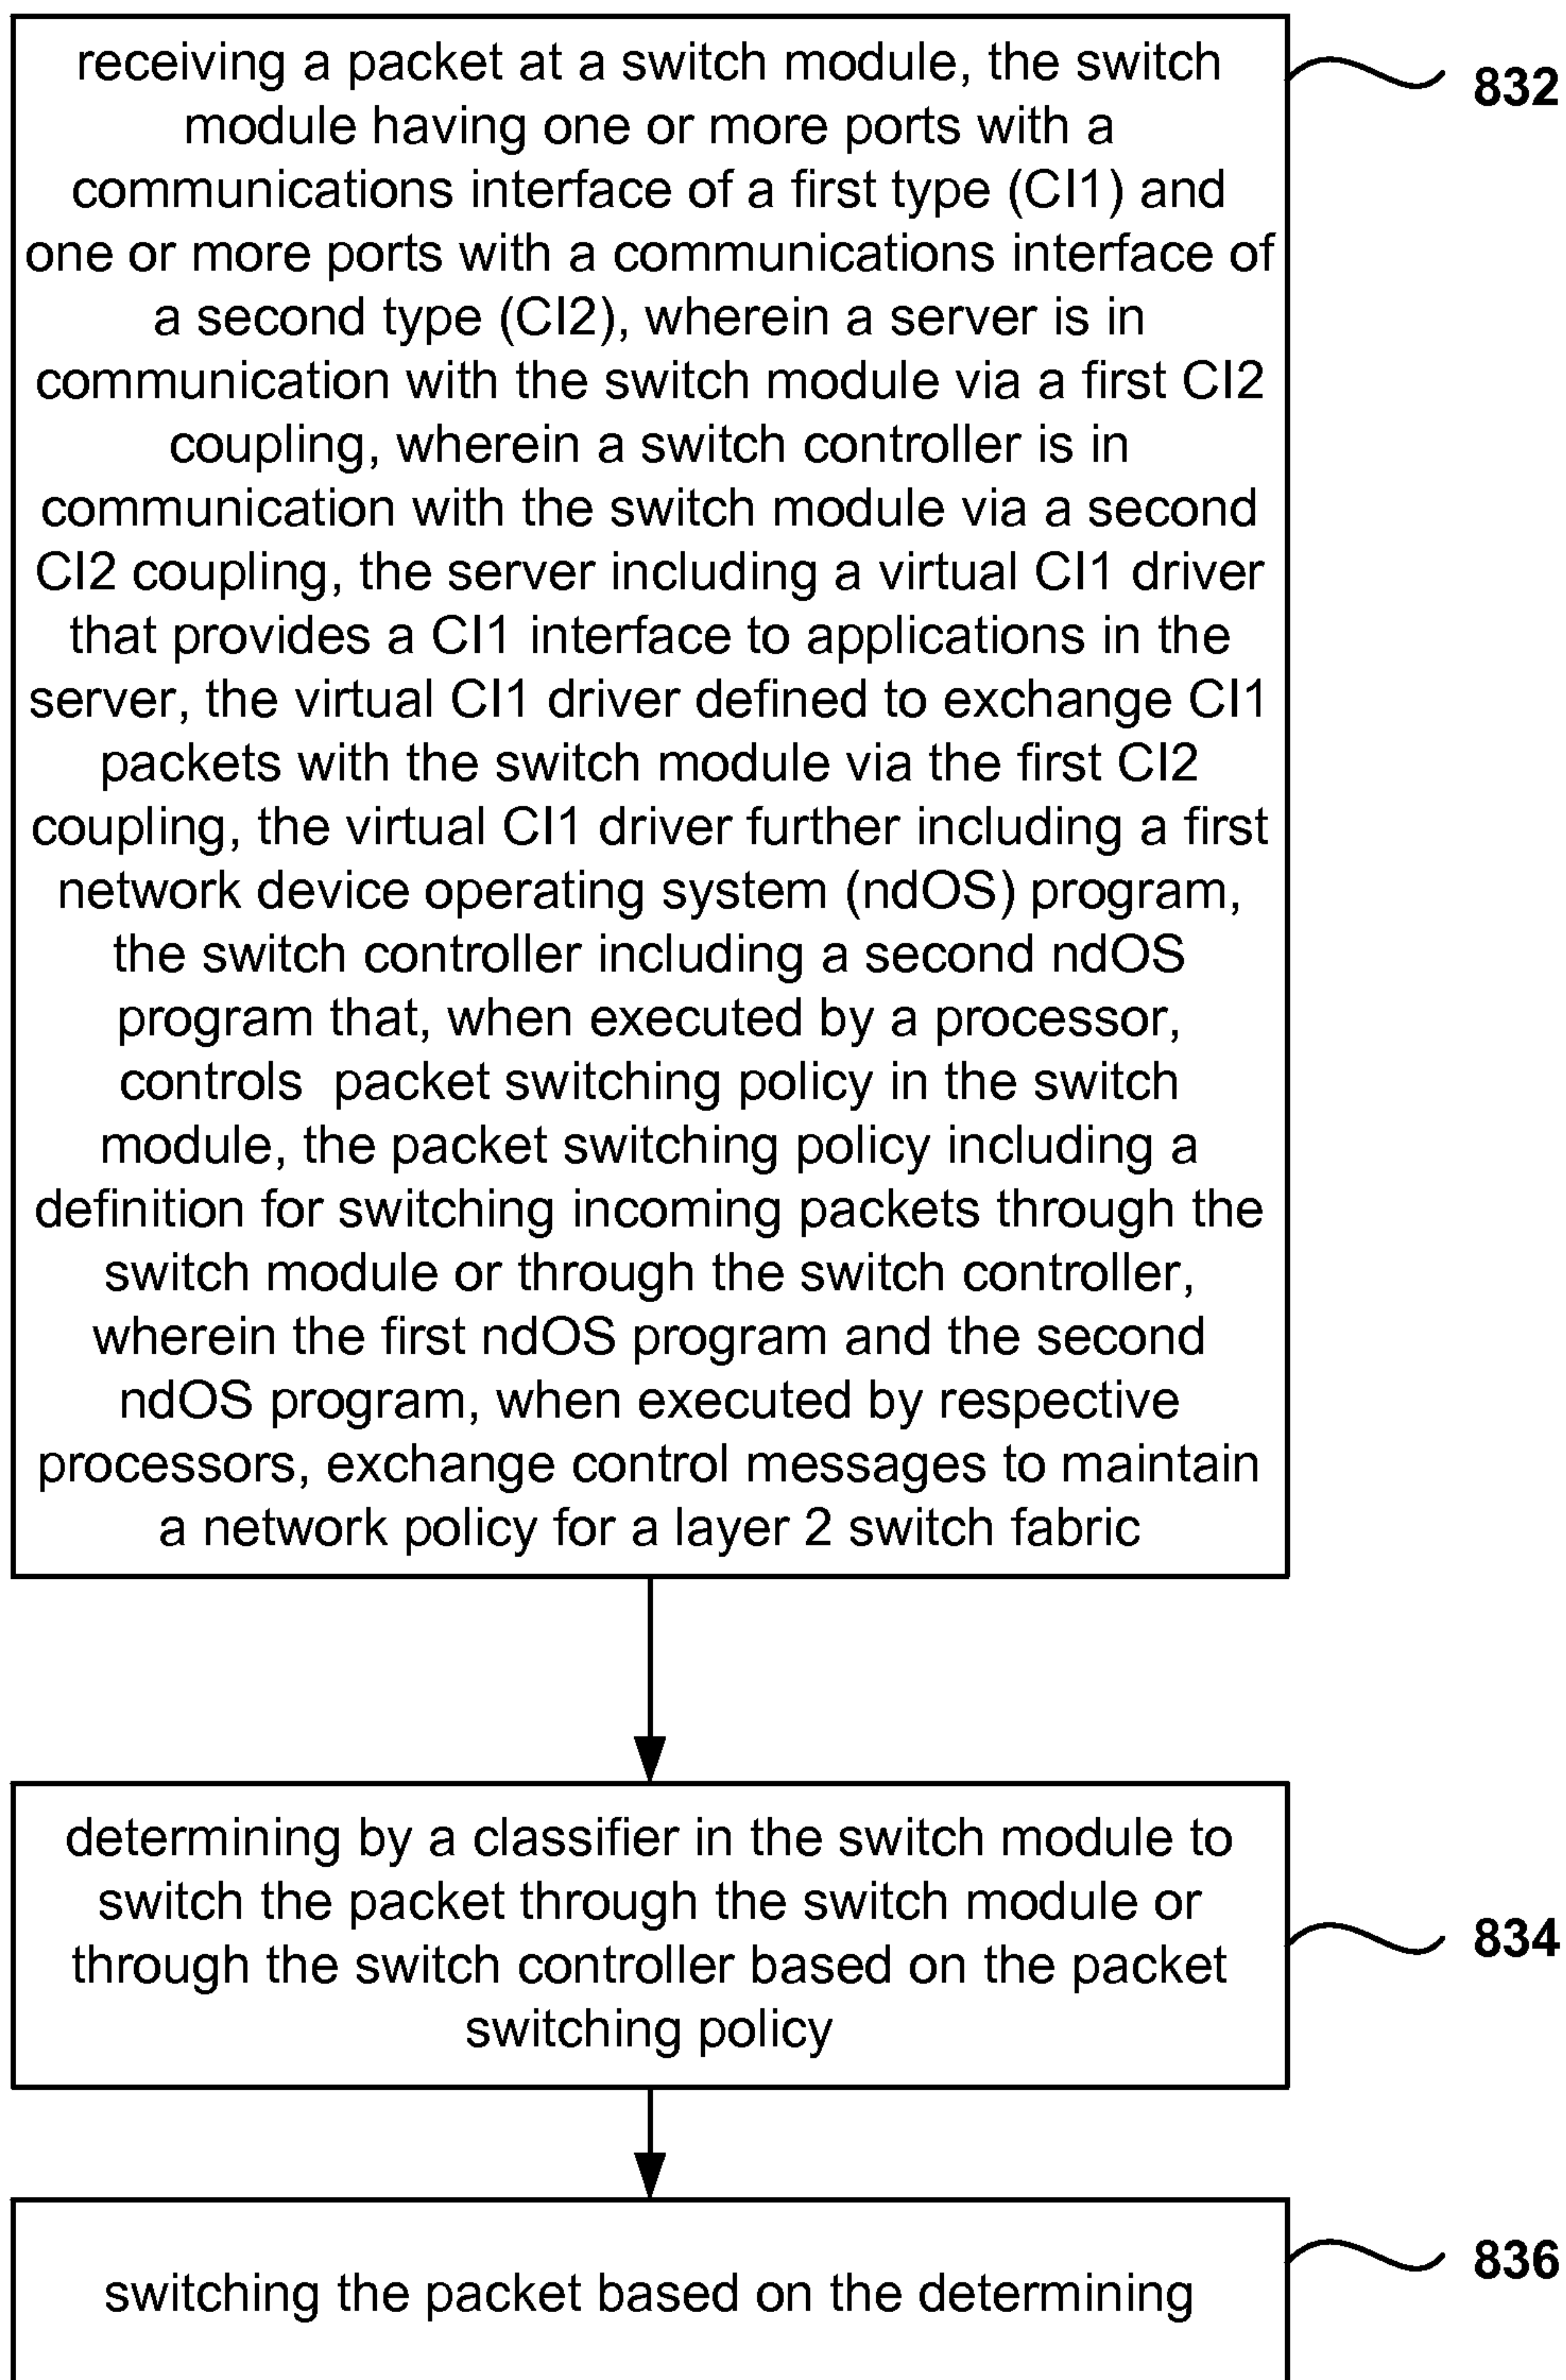 receiving a packet at a switch module, the switch
module having one or more ports with a
communications interface of a first type (CI1) and
one or more ports with a communications interface of
a second type (CI2), wherein a server is in
communication with the switch module via a first CI2
coupling, wherein a switch controller is in
communication with the switch module via a second
CI2 coupling, the server including a virtual CI1 driver
that provides a CI1 interface to applications in the
server, the virtual CI1 driver defined to exchange CI1
packets with the switch module via the first CI2
coupling, the virtual CI1 driver further including a first
network device operating system (ndOS) program,
the switch controller including a second ndOS
program that, when executed by a processor,
controls packet switching policy in the switch
module, the packet switching policy including a
definition for switching incoming packets through the
switch module or through the switch controller,
wherein the first ndOS program and the second
ndOS program, when executed by respective
processors, exchange control messages to maintain
a network policy for a layer 2 switch fabric
832
determining by a classifier in the switch module to
switch the packet through the switch module or
through the switch controller based on the packet
switching policy
834
switching the packet based on the determining
836